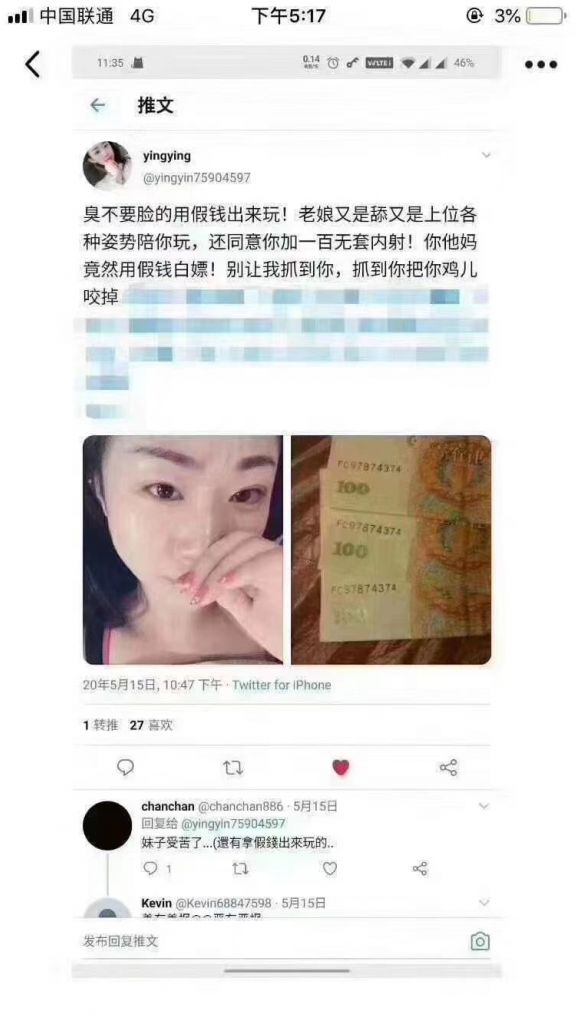 中国联通 4G 下午5:17 3%
11:35 0.14 KB/S VoLTE 46%
推文
yingying
@yingyin75904597
臭不要脸的用假钱出来玩！老娘又是舔又是上位各
种姿势陪你玩，还同意你加一百无套内射！你他妈
竟然用假钱白嫖！别让我抓到你，抓到你把你鸡儿
咬掉
FC97874374
100
FC97874374
100
FC97874374
100
20年5月15日, 10:47 下午 · Twitter for iPhone
1 转推 27 喜欢
chanchan @chanchan886 · 5月15日
回复给 @yingyin75904597
妹子受苦了...(還有拿假錢出來玩的..
1
Kevin @Kevin68847598 · 5月15日
发布回复推文